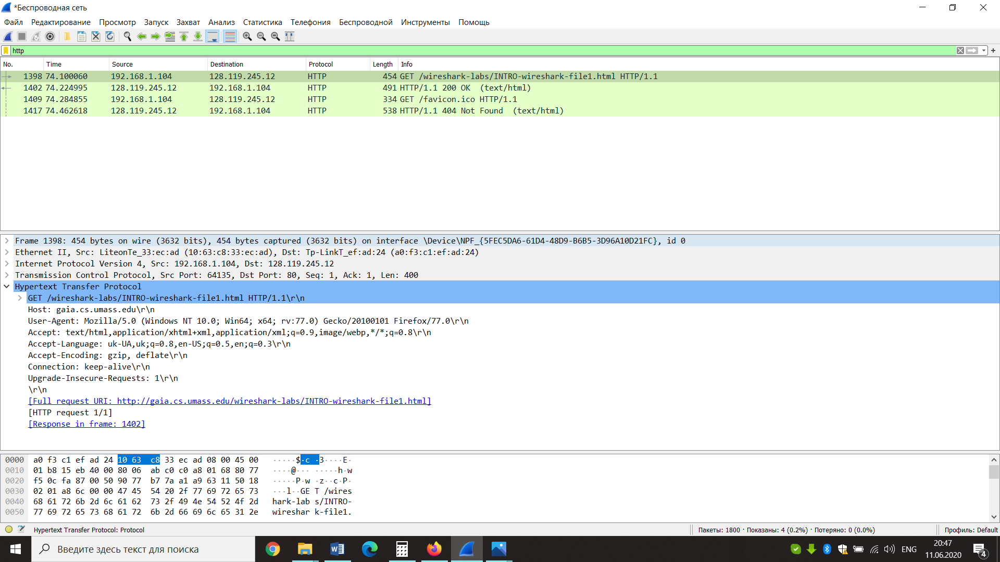 *Беспроводная сеть
Файл Редактирование Просмотр Запуск Захват Анализ Статистика Телефония Беспроводной Инструменты Помощь
http
No. Time Source Destination Protocol Length Info
1398 74.100060 192.168.1.104 128.119.245.12 HTTP 454 GET /wireshark-labs/INTRO-wireshark-file1.html HTTP/1.1
1402 74.224995 128.119.245.12 192.168.1.104 HTTP 491 HTTP/1.1 200 OK (text/html)
1409 74.284855 192.168.1.104 128.119.245.12 HTTP 334 GET /favicon.ico HTTP/1.1
1417 74.462618 128.119.245.12 192.168.1.104 HTTP 538 HTTP/1.1 404 Not Found (text/html)
Frame 1398: 454 bytes on wire (3632 bits), 454 bytes captured (3632 bits) on interface \Device\NPF_{5FEC5DA6-61D4-48D9-B6B5-3D96A10D21FC}, id 0
Ethernet II, Src: LiteonTe_33:ec:ad (10:63:c8:33:ec:ad), Dst: Tp-LinkT_ef:ad:24 (a0:f3:c1:ef:ad:24)
Internet Protocol Version 4, Src: 192.168.1.104, Dst: 128.119.245.12
Transmission Control Protocol, Src Port: 64135, Dst Port: 80, Seq: 1, Ack: 1, Len: 400
Hypertext Transfer Protocol
GET /wireshark-labs/INTRO-wireshark-file1.html HTTP/1.1\r\n
Host: gaia.cs.umass.edu\r\n
User-Agent: Mozilla/5.0 (Windows NT 10.0; Win64; x64; rv:77.0) Gecko/20100101 Firefox/77.0\r\n
Accept: text/html,application/xhtml+xml,application/xml;q=0.9,image/webp,*/*;q=0.8\r\n
Accept-Language: uk-UA,uk;q=0.8,en-US;q=0.5,en;q=0.3\r\n
Accept-Encoding: gzip, deflate\r\n
Connection: keep-alive\r\n
Upgrade-Insecure-Requests: 1\r\n
\r\n
[Full request URI: http://gaia.cs.umass.edu/wireshark-labs/INTRO-wireshark-file1.html]
[HTTP request 1/1]
[Response in frame: 1402]
0000 a0 f3 c1 ef ad 24 10 63 c8 33 ec ad 08 00 45 00 ·····$·c ·3····E·
0010 01 b8 15 eb 40 00 80 06 ab c0 c0 a8 01 68 80 77 ····@··· ·····h·w
0020 f5 0c fa 87 00 50 90 77 b7 7a a1 a9 63 11 50 18 ·····P·w ·z··c·P·
0030 02 01 a8 6c 00 00 47 45 54 20 2f 77 69 72 65 73 ···l··GE T /wires
0040 68 61 72 6b 2d 6c 61 62 73 2f 49 4e 54 52 4f 2d hark-lab s/INTRO-
0050 77 69 72 65 73 68 61 72 6b 2d 66 69 6c 65 31 2e wireshar k-file1.
Hypertext Transfer Protocol: Protocol
Пакеты: 1800 · Показаны: 4 (0.2%) · Потеряно: 0 (0.0%)
Профиль: Default
Введите здесь текст для поиска
ENG
20:47
11.06.2020
4